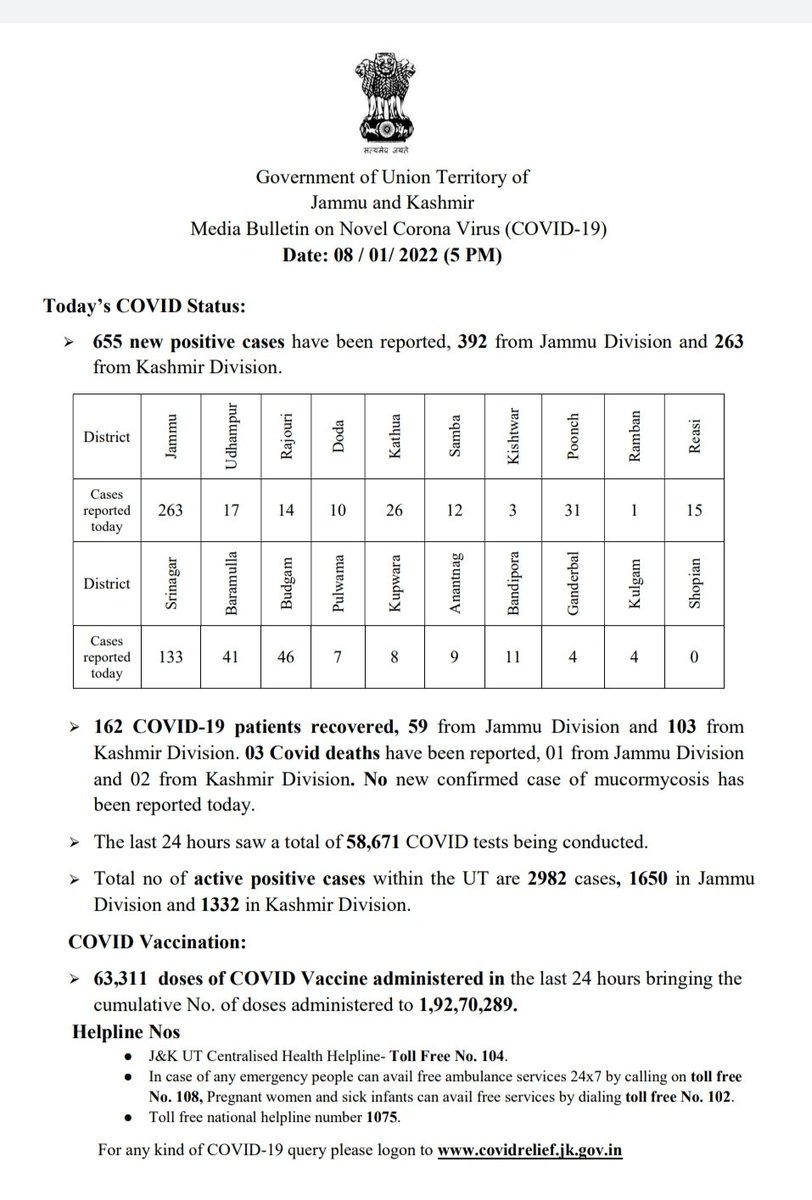 सत्यमेव जयते
Government of Union Territory of
Jammu and Kashmir
Media Bulletin on Novel Corona Virus (COVID-19)
Date: 08 / 01/ 2022 (5 PM)
Today’s COVID Status:
➢ 655 new positive cases have been reported, 392 from Jammu Division and 263
from Kashmir Division.
District Jammu Udhampur Rajouri Doda Kathua Samba Kishtwar Poonch Ramban Reasi
Cases
reported
today 263 17 14 10 26 12 3 31 1 15
District Srinagar Baramulla Budgam Pulwama Kupwara Anantnag Bandipora Ganderbal Kulgam Shopian
Cases
reported
today 133 41 46 7 8 9 11 4 4 0
➢ 162 COVID-19 patients recovered, 59 from Jammu Division and 103 from
Kashmir Division. 03 Covid deaths have been reported, 01 from Jammu Division
and 02 from Kashmir Division. No new confirmed case of mucormycosis has
been reported today.
➢ The last 24 hours saw a total of 58,671 COVID tests being conducted.
➢ Total no of active positive cases within the UT are 2982 cases, 1650 in Jammu
Division and 1332 in Kashmir Division.
COVID Vaccination:
➢ 63,311 doses of COVID Vaccine administered in the last 24 hours bringing the
cumulative No. of doses administered to 1,92,70,289.
Helpline Nos
● J&K UT Centralised Health Helpline- Toll Free No. 104.
● In case of any emergency people can avail free ambulance services 24x7 by calling on toll free
No. 108, Pregnant women and sick infants can avail free services by dialing toll free No. 102.
● Toll free national helpline number 1075.
For any kind of COVID-19 query please logon to www.covidrelief.jk.gov.in